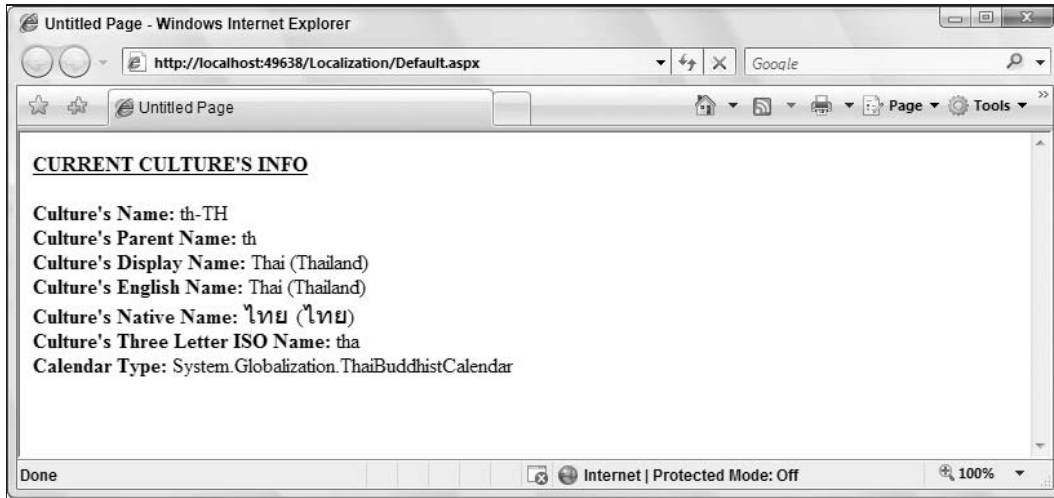 Untitled Page - Windows Internet Explorer
http://localhost:49638/Localization/Default.aspx
Google
Untitled Page
Page
Tools
CURRENT CULTURE'S INFO
Culture's Name: th-TH
Culture's Parent Name: th
Culture's Display Name: Thai (Thailand)
Culture's English Name: Thai (Thailand)
Culture's Native Name: ไทย (ไทย)
Culture's Three Letter ISO Name: tha
Calendar Type: System.Globalization.ThaiBuddhistCalendar
Done
Internet | Protected Mode: Off
100%